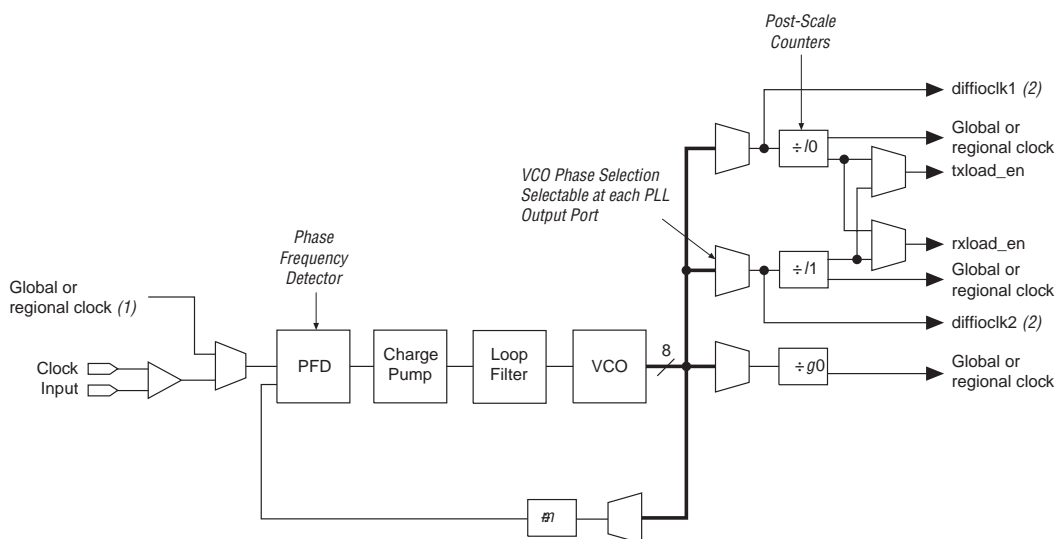 Post-Scale
Counters
diffioclk1 (2)
Global or
regional clock
÷l0
txload_en
VCO Phase Selection
Selectable at each PLL
Output Port
rxload_en
÷l1
Global or
regional clock
Phase
Frequency
Detector
Global or
regional clock (1)
diffioclk2 (2)
Clock
Input
PFD
Charge
Pump
Loop
Filter
VCO
8
÷g0
Global or
regional clock